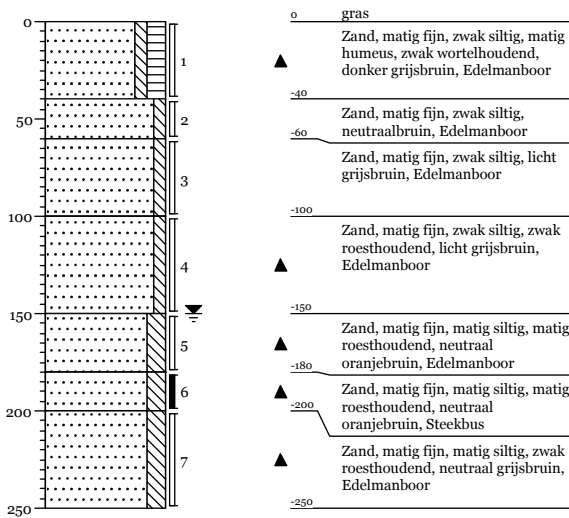 0
50
100
150
200
250
1
2
3
4
5
6
7
0 gras
Zand, matig fijn, zwak siltig, matig
humeus, zwak wortelhoudend,
donker grijsbruin, Edelmanboor
-40
Zand, matig fijn, zwak siltig,
neutraalbruin, Edelmanboor
-60
Zand, matig fijn, zwak siltig, licht
grijsbruin, Edelmanboor
-100
Zand, matig fijn, zwak siltig, zwak
roesthoudend, licht grijsbruin,
Edelmanboor
-150
Zand, matig fijn, matig siltig, matig
roesthoudend, neutraal
oranjebruin, Edelmanboor
-180
Zand, matig fijn, matig siltig, matig
roesthoudend, neutraal
oranjebruin, Steekbus
-200
Zand, matig fijn, matig siltig, zwak
roesthoudend, neutraal grijsbruin,
Edelmanboor
-250